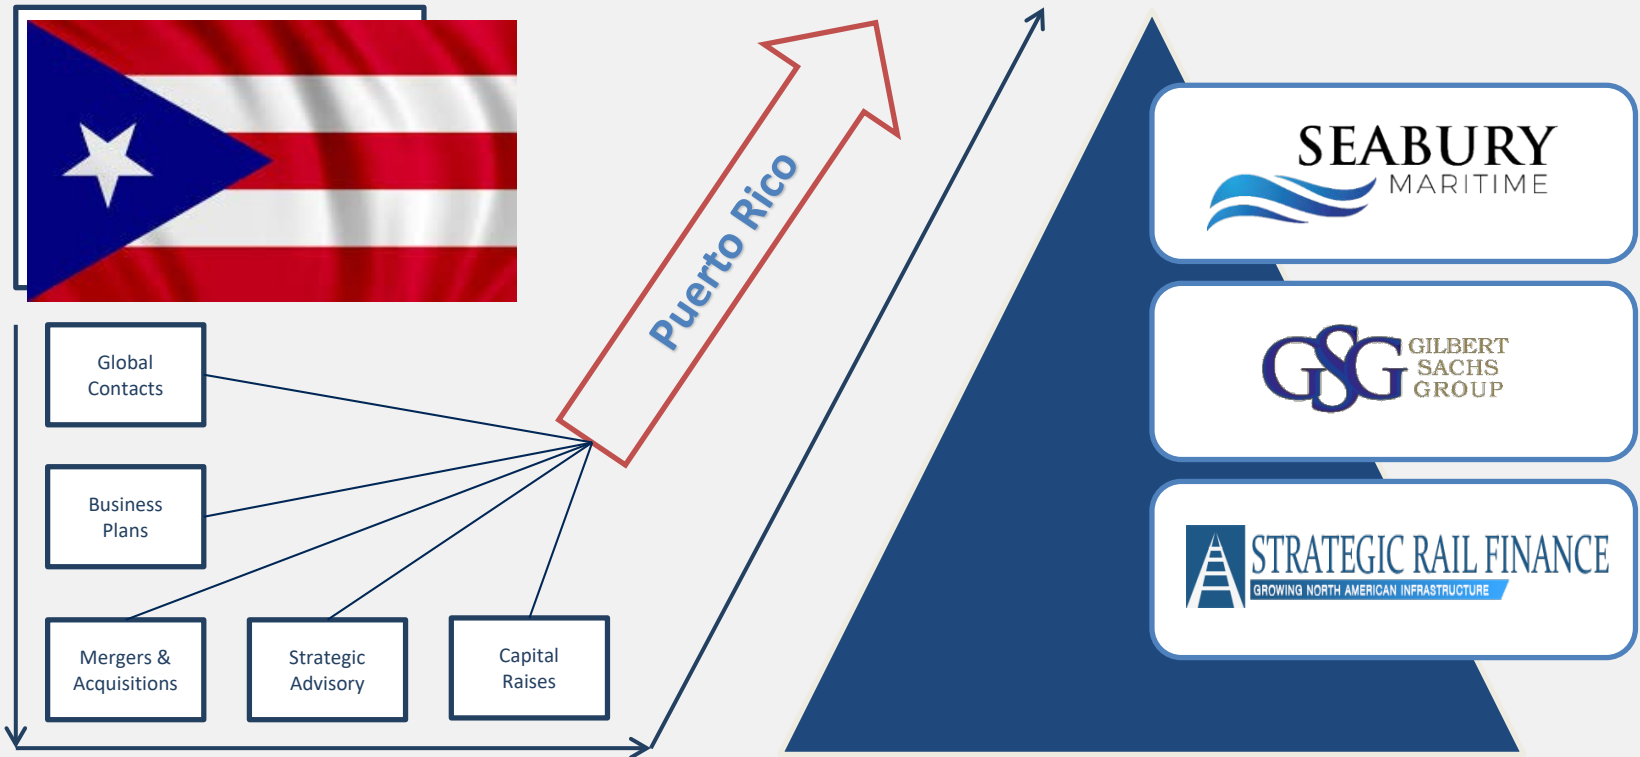 Puerto Rico
Global
Contacts
Business
Plans
Mergers &
Acquisitions
Strategic
Advisory
Capital
Raises
SEABURY
MARITIME
GSG
GILBERT
SACHS
GROUP
STRATEGIC RAIL FINANCE
GROWING NORTH AMERICAN INFRASTRUCTURE